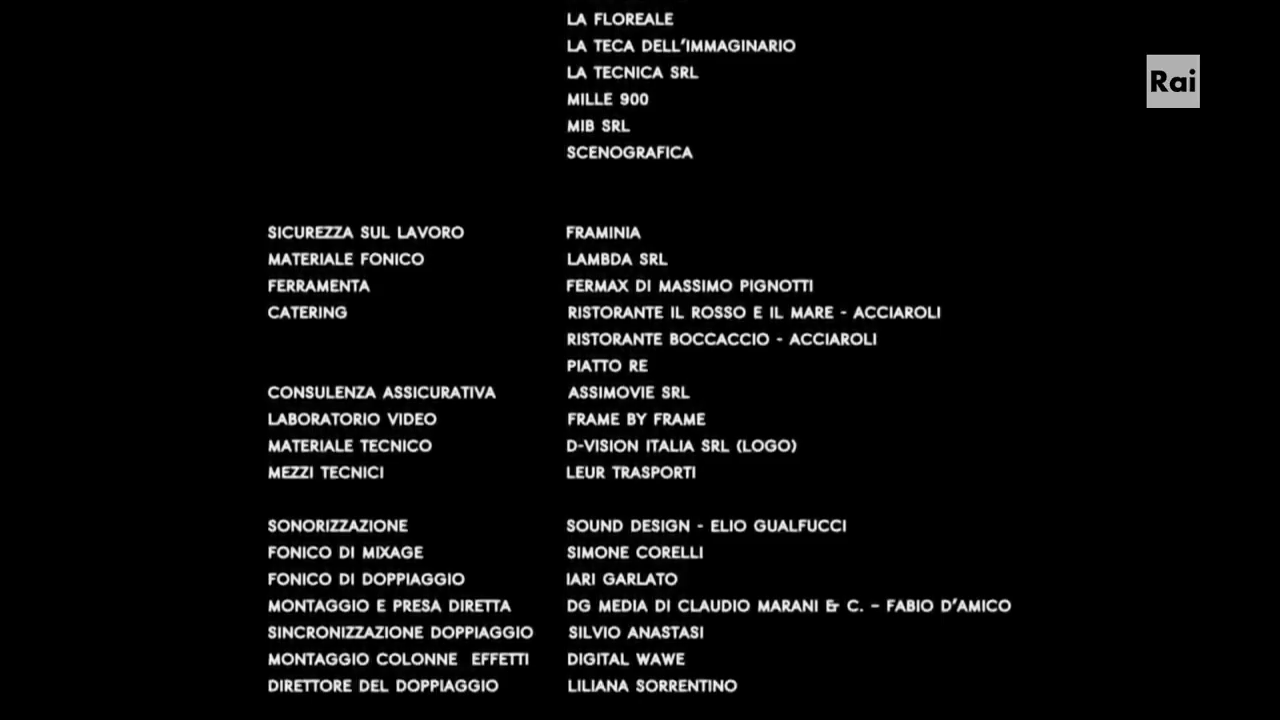 LA FLOREALE
LA TECA DELL'IMMAGINARIO
LA TECNICA SRL
Rai
MILLE 900
MIB SRL
SCENOGRAFICA
SICUREZZA SUL LAVORO FRAMINIA
MATERIALE FONICO LAMBDA SRL
FERRAMENTA FERMAX DI MASSIMO PIGNOTTI
CATERING RISTORANTE IL ROSSO E IL MARE - ACCIAROLI
RISTORANTE BOCCACCIO - ACCIAROLI
PIATTO RE
CONSULENZA ASSICURATIVA ASSIMOVIE SRL
LABORATORIO VIDEO FRAME BY FRAME
MATERIALE TECNICO D-VISION ITALIA SRL (LOGO)
MEZZI TECNICI LEUR TRASPORTI
SONORIZZAZIONE SOUND DESIGN - ELIO GUALFUCCI
FONICO DI MIXAGE SIMONE CORELLI
FONICO DI DOPPIAGGIO IARI GARLATO
MONTAGGIO E PRESA DIRETTA DG MEDIA DI CLAUDIO MARANI & C. – FABIO D'AMICO
SINCRONIZZAZIONE DOPPIAGGIO SILVIO ANASTASI
MONTAGGIO COLONNE EFFETTI DIGITAL WAWE
DIRETTORE DEL DOPPIAGGIO LILIANA SORRENTINO